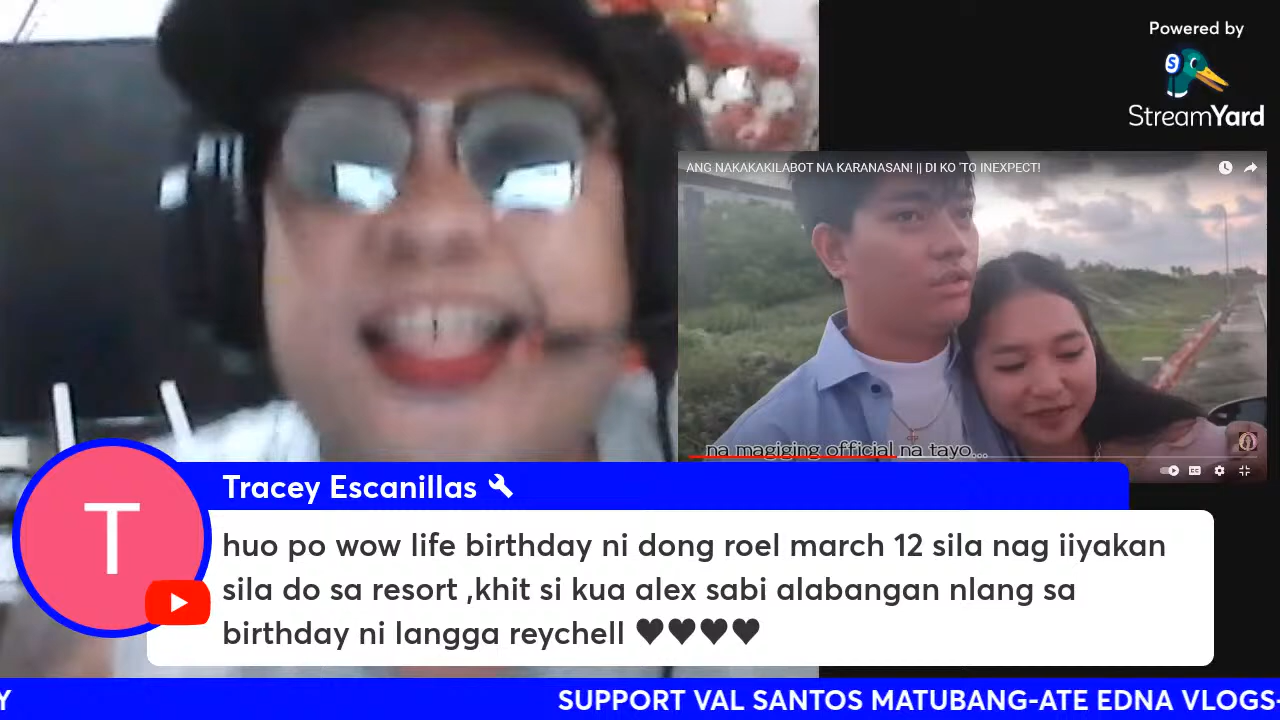 Powered by
StreamYard
ANG NAKAKAKILABOT NA KARANASAN! || DI KO 'TO INEXPECT!
na magiging official na tayo...
T
Tracey Escanillas
huo po wow life birthday ni dong roel march 12 sila nag iiyakan
sila do sa resort ,khit si kua alex sabi alabangan nlang sa
birthday ni langga reychell ♥♥♥♥
Y SUPPORT VAL SANTOS MATUBANG-ATE EDNA VLOGS-